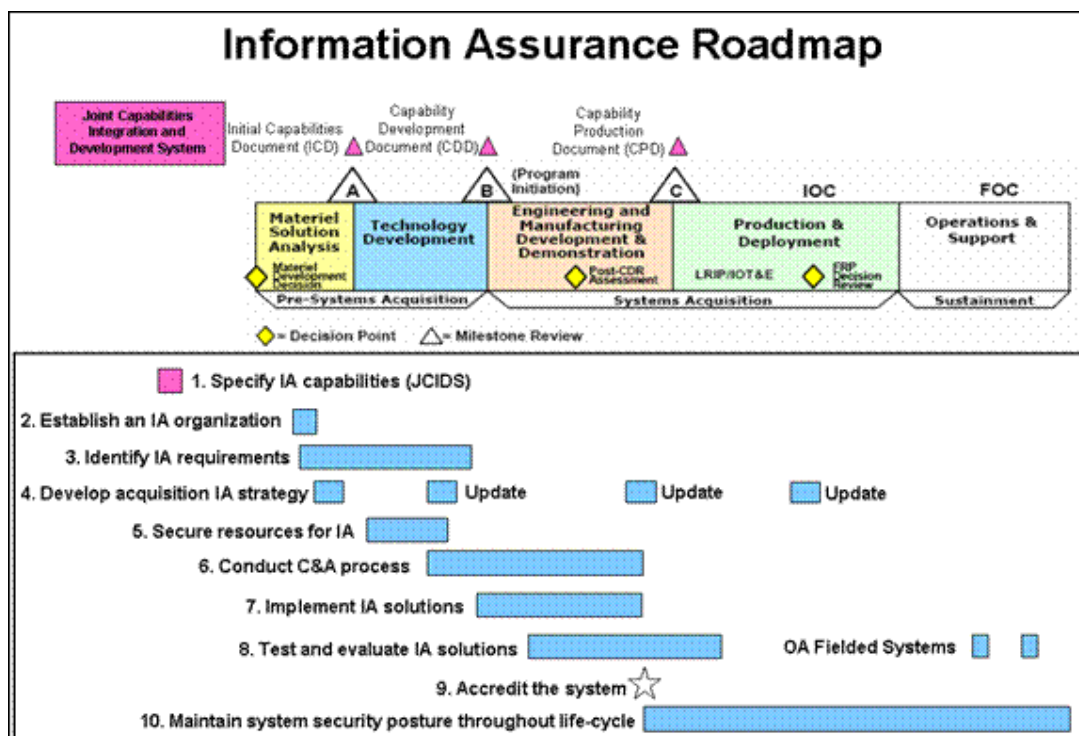 Information Assurance Roadmap
Joint Capabilities
Integration and
Development System
Initial Capabilities
Document (ICD)
Capability
Development
Document (CDD)
Capability
Production
Document (CPD)
A
B
(Program
Initiation)
C
IOC
FOC
Materiel
Solution
Analysis
Technology
Development
Engineering and
Manufacturing
Development &
Demonstration
Production &
Deployment
Operations &
Support
Materiel
Development
Decision
Post-CDR
Assessment
LRIP/IOT&E
FRP
Decision
Review
Pre-Systems Acquisition
Systems Acquisition
Sustainment
= Decision Point
= Milestone Review
1. Specify IA capabilities (JCIDS)
2. Establish an IA organization
3. Identify IA requirements
4. Develop acquisition IA strategy
Update
Update
Update
5. Secure resources for IA
6. Conduct C&A process
7. Implement IA solutions
8. Test and evaluate IA solutions
OA Fielded Systems
9. Accredit the system
10. Maintain system security posture throughout life-cycle